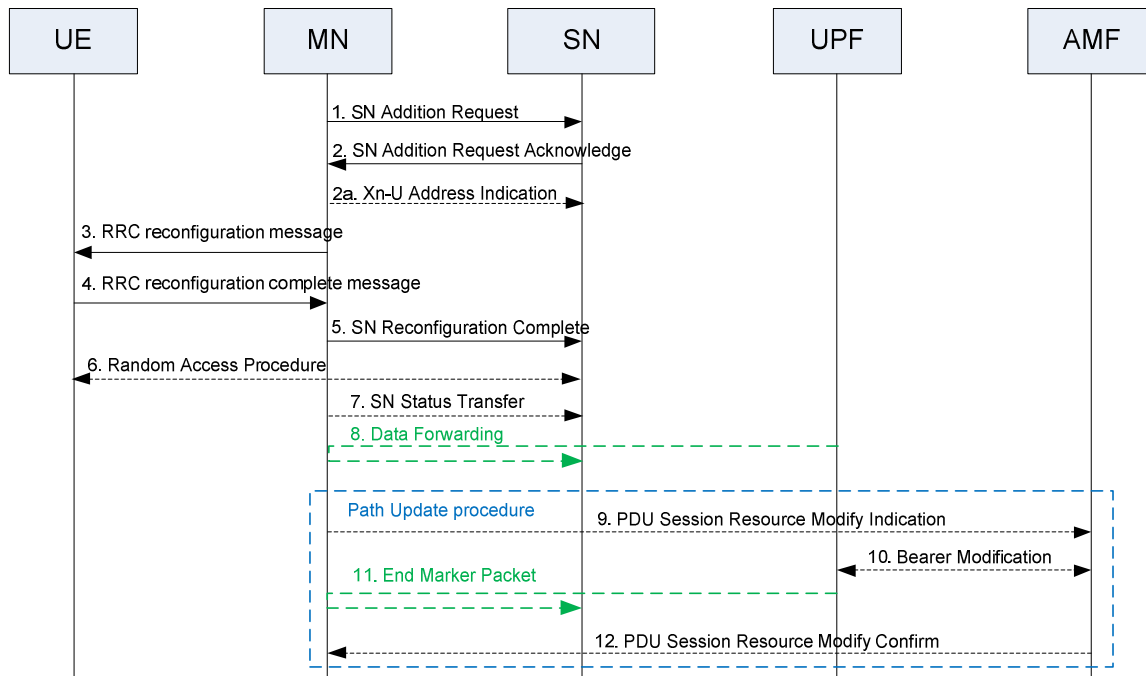 UE
MN
SN
UPF
AMF
1. SN Addition Request
2. SN Addition Request Acknowledge
2a. Xn-U Address Indication
3. RRC reconfiguration message
4. RRC reconfiguration complete message
5. SN Reconfiguration Complete
6. Random Access Procedure
7. SN Status Transfer
8. Data Forwarding
Path Update procedure
9. PDU Session Resource Modify Indication
10. Bearer Modification
11. End Marker Packet
12. PDU Session Resource Modify Confirm